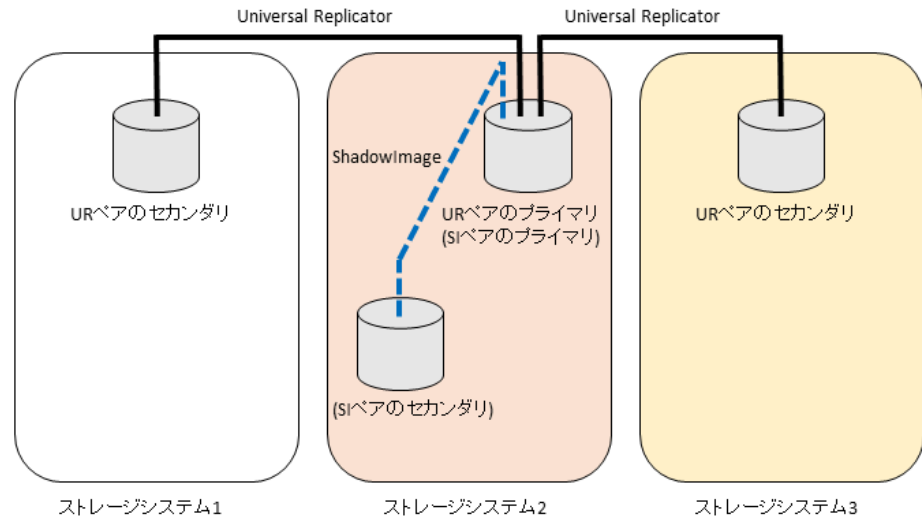 Universal Replicator
Universal Replicator
ShadowImage
URペアのセカンダリ
URペアのプライマリ
(SIペアのプライマリ)
URペアのセカンダリ
(SIペアのセカンダリ)
ストレージシステム1
ストレージシステム2
ストレージシステム3